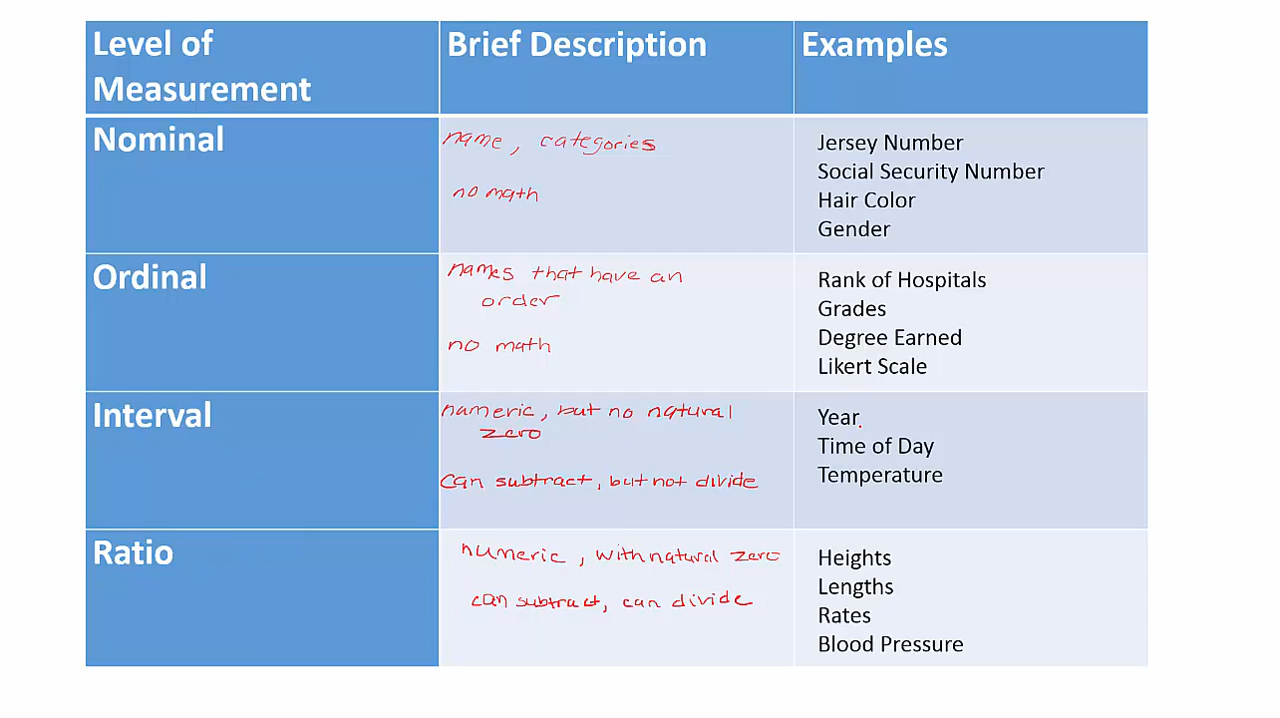 Level of Measurement
Brief Description
Examples
Nominal
name, categories
no math
Jersey Number
Social Security Number
Hair Color
Gender
Ordinal
names that have an
order
no math
Rank of Hospitals
Grades
Degree Earned
Likert Scale
Interval
numeric, but no natural
zero
can subtract, but not divide
Year
Time of Day
Temperature
Ratio
numeric, with natural zero
can subtract, can divide
Heights
Lengths
Rates
Blood Pressure